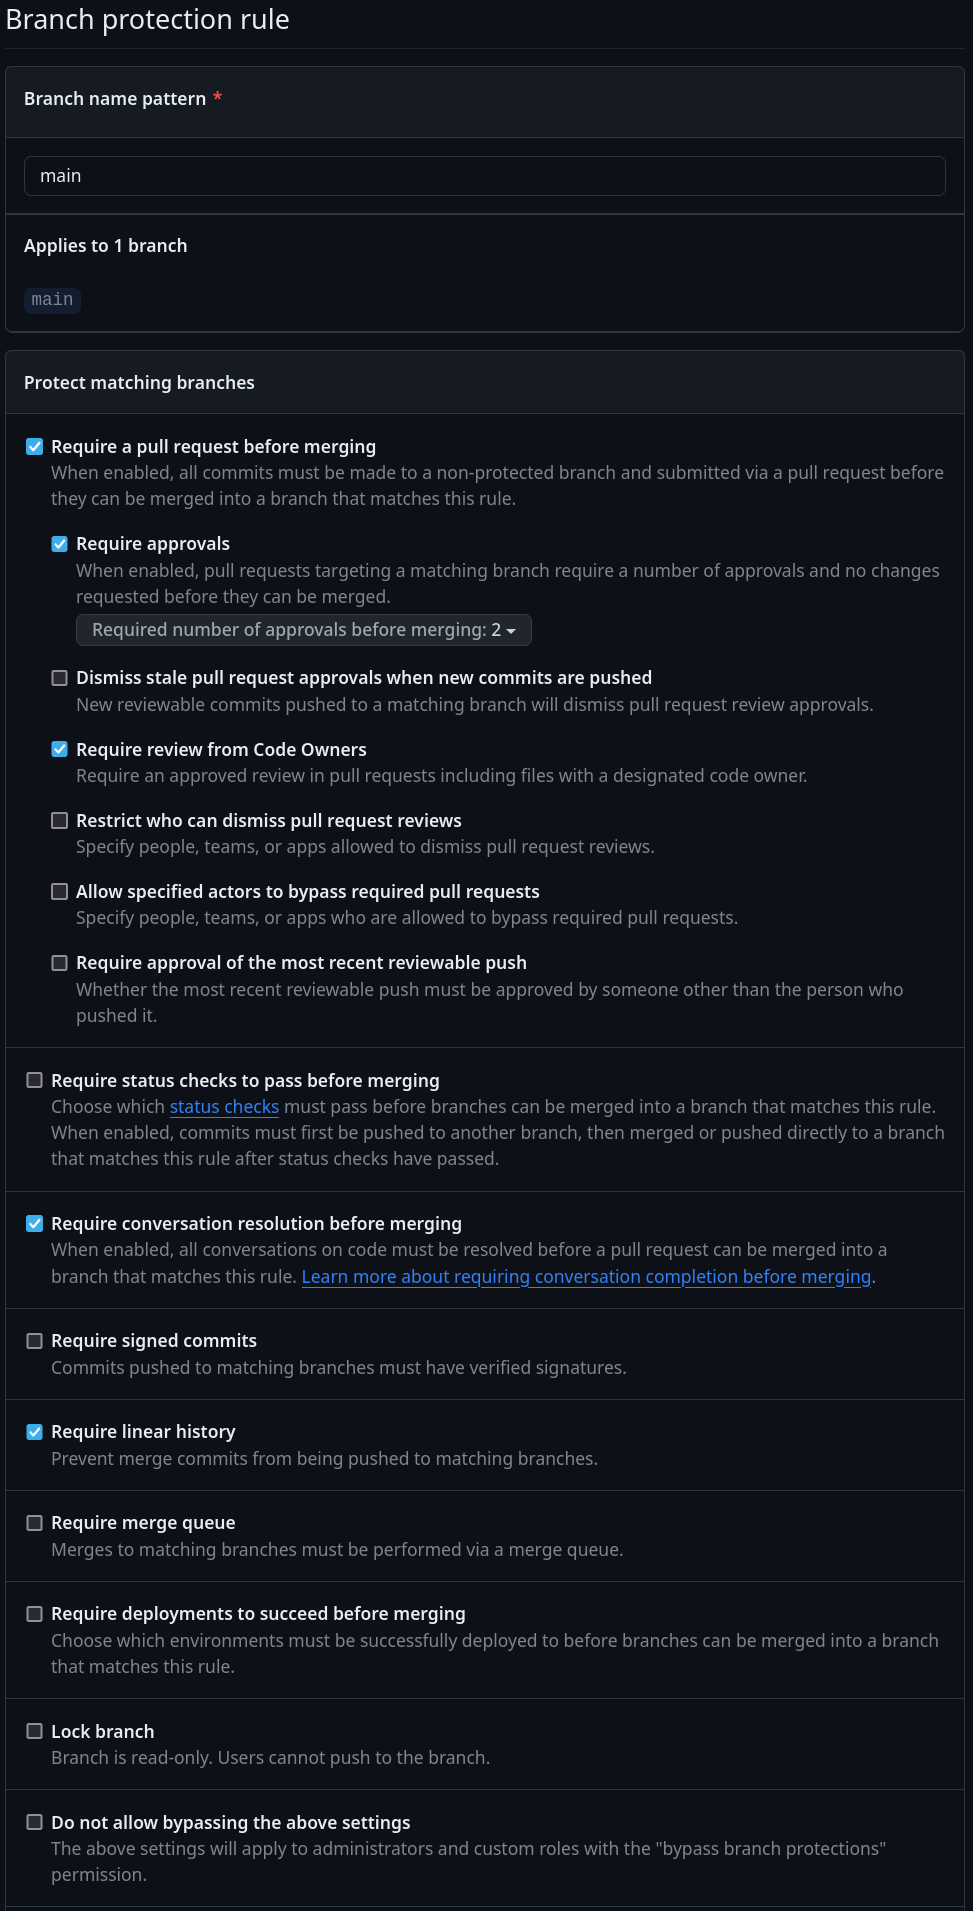 Branch protection rule
Branch name pattern *
main
Applies to 1 branch
main
Protect matching branches
Require a pull request before merging
When enabled, all commits must be made to a non-protected branch and submitted via a pull request before
they can be merged into a branch that matches this rule.
Require approvals
When enabled, pull requests targeting a matching branch require a number of approvals and no changes
requested before they can be merged.
Required number of approvals before merging: 2
Dismiss stale pull request approvals when new commits are pushed
New reviewable commits pushed to a matching branch will dismiss pull request review approvals.
Require review from Code Owners
Require an approved review in pull requests including files with a designated code owner.
Restrict who can dismiss pull request reviews
Specify people, teams, or apps allowed to dismiss pull request reviews.
Allow specified actors to bypass required pull requests
Specify people, teams, or apps who are allowed to bypass required pull requests.
Require approval of the most recent reviewable push
Whether the most recent reviewable push must be approved by someone other than the person who
pushed it.
Require status checks to pass before merging
Choose which status checks must pass before branches can be merged into a branch that matches this rule.
When enabled, commits must first be pushed to another branch, then merged or pushed directly to a branch
that matches this rule after status checks have passed.
Require conversation resolution before merging
When enabled, all conversations on code must be resolved before a pull request can be merged into a
branch that matches this rule. Learn more about requiring conversation completion before merging.
Require signed commits
Commits pushed to matching branches must have verified signatures.
Require linear history
Prevent merge commits from being pushed to matching branches.
Require merge queue
Merges to matching branches must be performed via a merge queue.
Require deployments to succeed before merging
Choose which environments must be successfully deployed to before branches can be merged into a branch
that matches this rule.
Lock branch
Branch is read-only. Users cannot push to the branch.
Do not allow bypassing the above settings
The above settings will apply to administrators and custom roles with the "bypass branch protections"
permission.